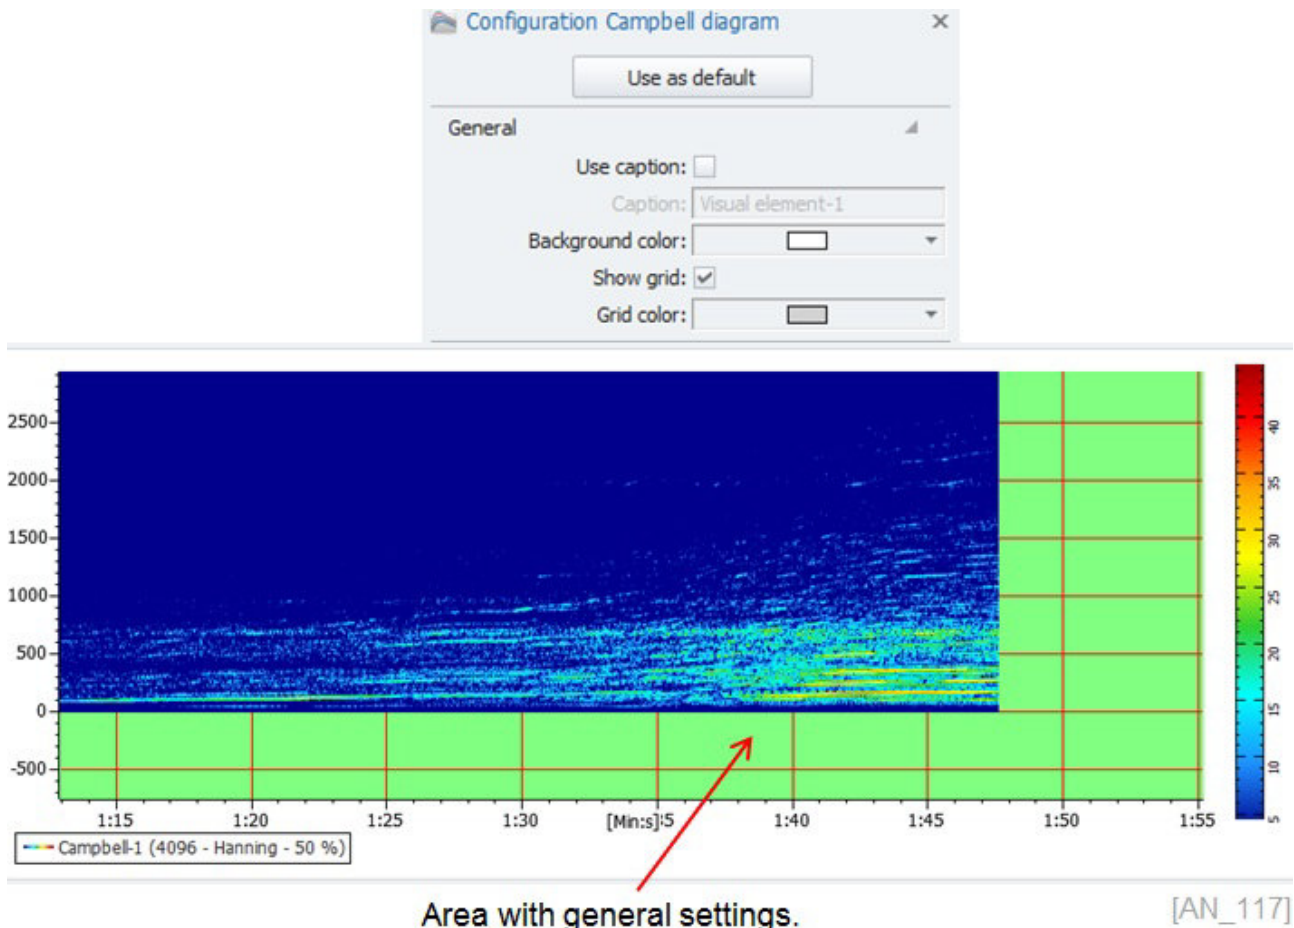 Configuration Campbell diagram
Use as default
General
Use caption:
Caption: Visual element-1
Background color:
Show grid:
Grid color:
2500
2000
1500
1000
500
0
-500
1:15 1:20 1:25 1:30 [Min:s]:5 1:40 1:45 1:50 1:55
40
35
30
25
20
15
10
5
Campbell-1 (4096 - Hanning - 50 %)
Area with general settings.
[AN_117]